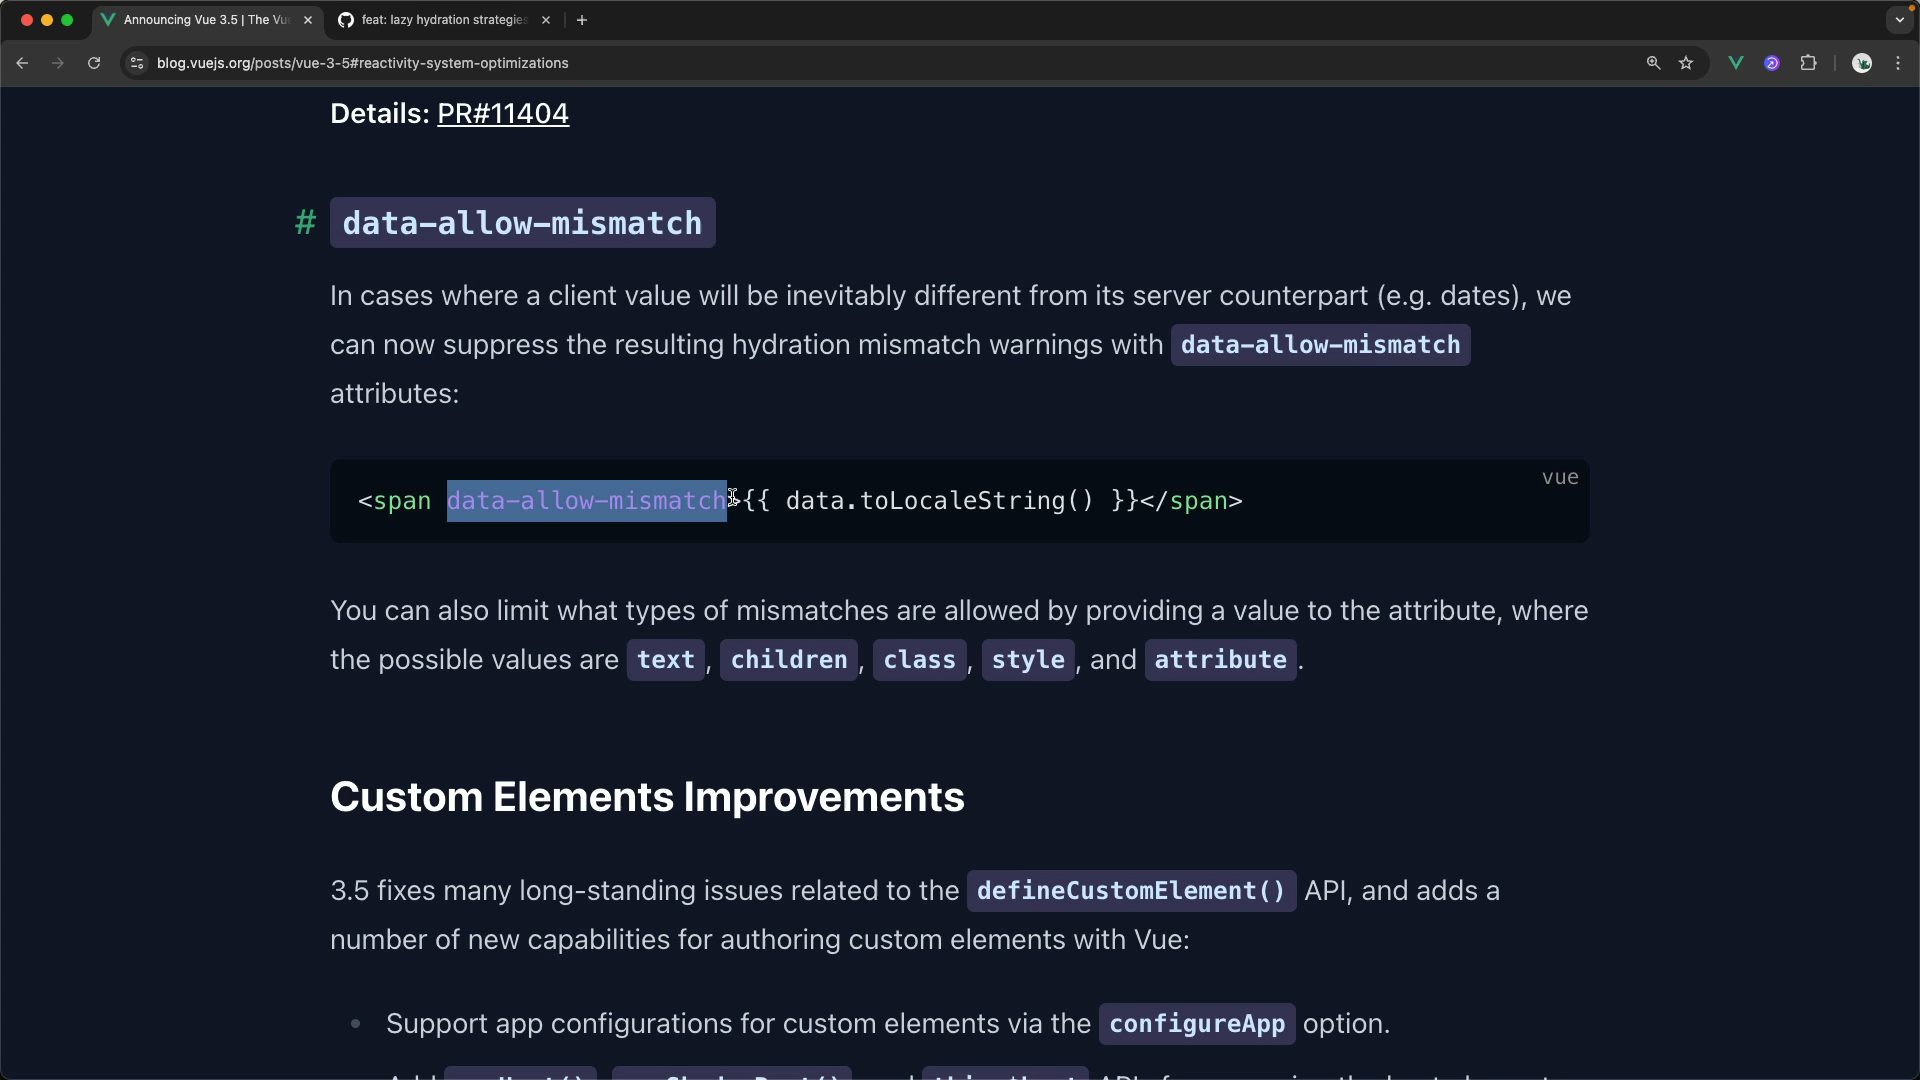 Announcing Vue 3.5 | The Vu
feat: lazy hydration strategies
blog.vuejs.org/posts/vue-3-5#reactivity-system-optimizations
Details: PR#11404
# data-allow-mismatch
In cases where a client value will be inevitably different from its server counterpart (e.g. dates), we
can now suppress the resulting hydration mismatch warnings with data-allow-mismatch
attributes:
vue
<span data-allow-mismatch>{{ data.toLocaleString() }}</span>
You can also limit what types of mismatches are allowed by providing a value to the attribute, where
the possible values are text, children, class, style, and attribute.
Custom Elements Improvements
3.5 fixes many long-standing issues related to the defineCustomElement() API, and adds a
number of new capabilities for authoring custom elements with Vue:
• Support app configurations for custom elements via the configureApp option.